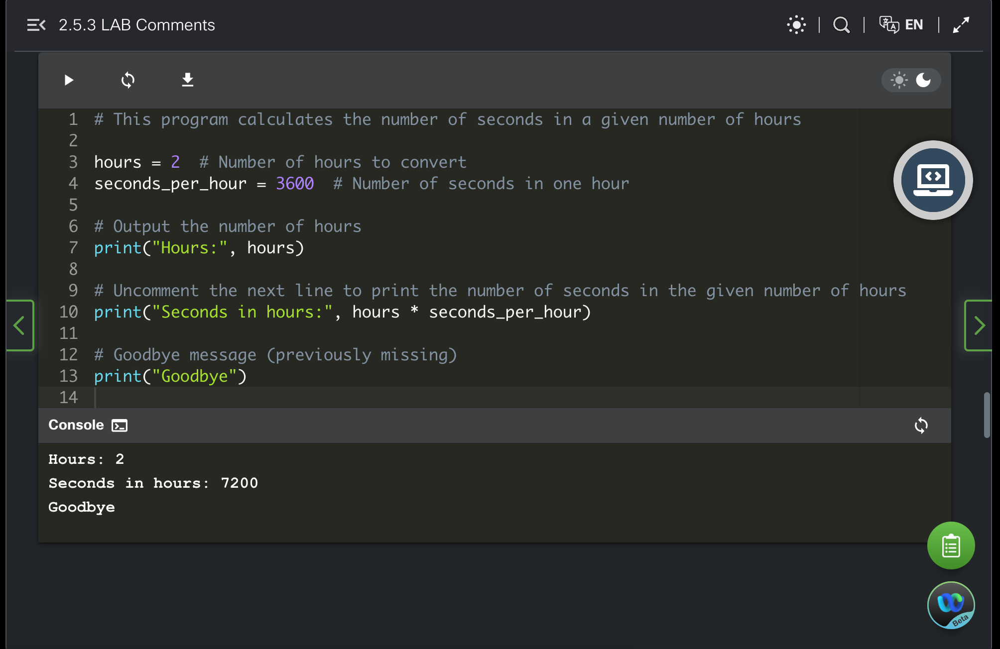 2.5.3 LAB Comments
EN
1 # This program calculates the number of seconds in a given number of hours
2
3 hours = 2  # Number of hours to convert
4 seconds_per_hour = 3600  # Number of seconds in one hour
5
6 # Output the number of hours
7 print("Hours:", hours)
8
9 # Uncomment the next line to print the number of seconds in the given number of hours
10 print("Seconds in hours:", hours * seconds_per_hour)
11
12 # Goodbye message (previously missing)
13 print("Goodbye")
14
Console
Hours: 2
Seconds in hours: 7200
Goodbye
Beta